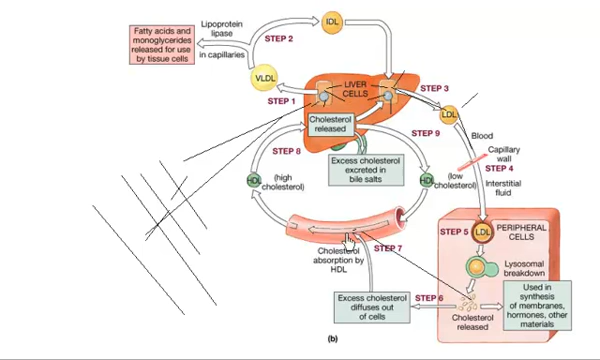 Lipoprotein
lipase
in capillaries
Fatty acids and
monoglycerides
released for use
by tissue cells
STEP 2
IDL
VLDL
STEP 1
LIVER
CELLS
STEP 3
LDL
Cholesterol
released
STEP 9
STEP 8
Blood
Capillary
wall
STEP 4
Interstitial
fluid
Excess cholesterol
excreted in
bile salts
HDL
(high
cholesterol)
HDL
(low
cholesterol)
STEP 5
LDL
PERIPHERAL
CELLS
STEP 7
Cholesterol
absorption by
HDL
Lysosomal
breakdown
Excess cholesterol
diffuses out
of cells
STEP 6
Cholesterol
released
Used in
synthesis
of membranes,
hormones, other
materials
(b)